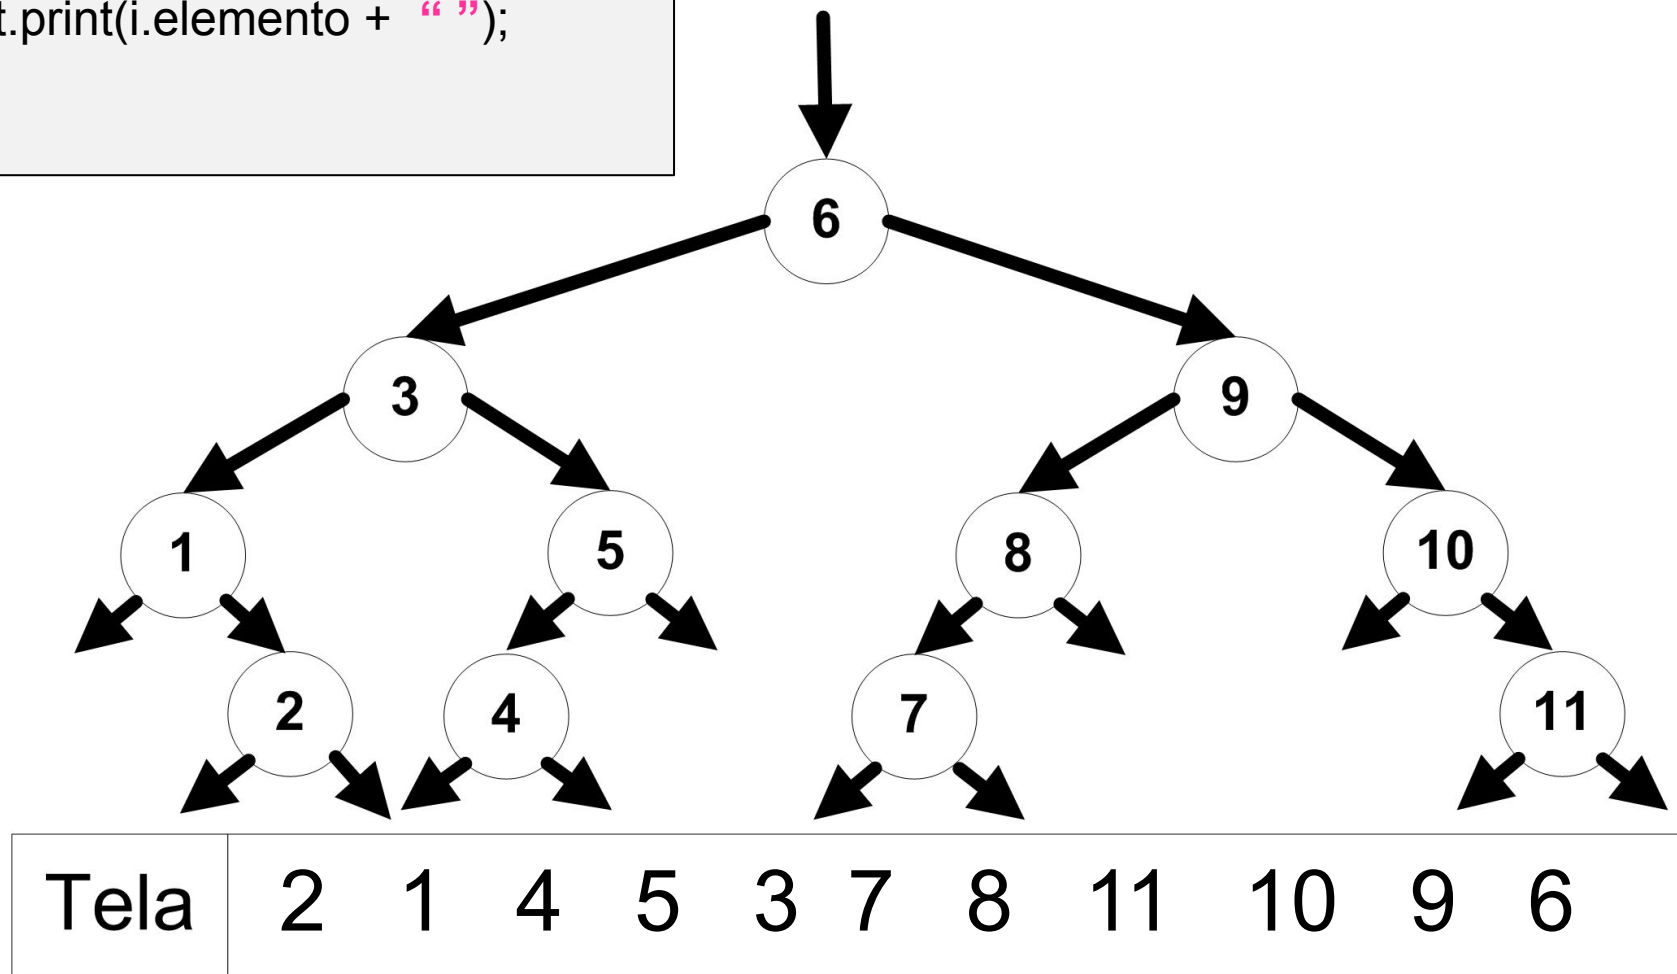 t.print(i.elemento + “ ”);
6
3 9
1 5 8 10
2 4 7 11
Tela 2 1 4 5 3 7 8 11 10 9 6